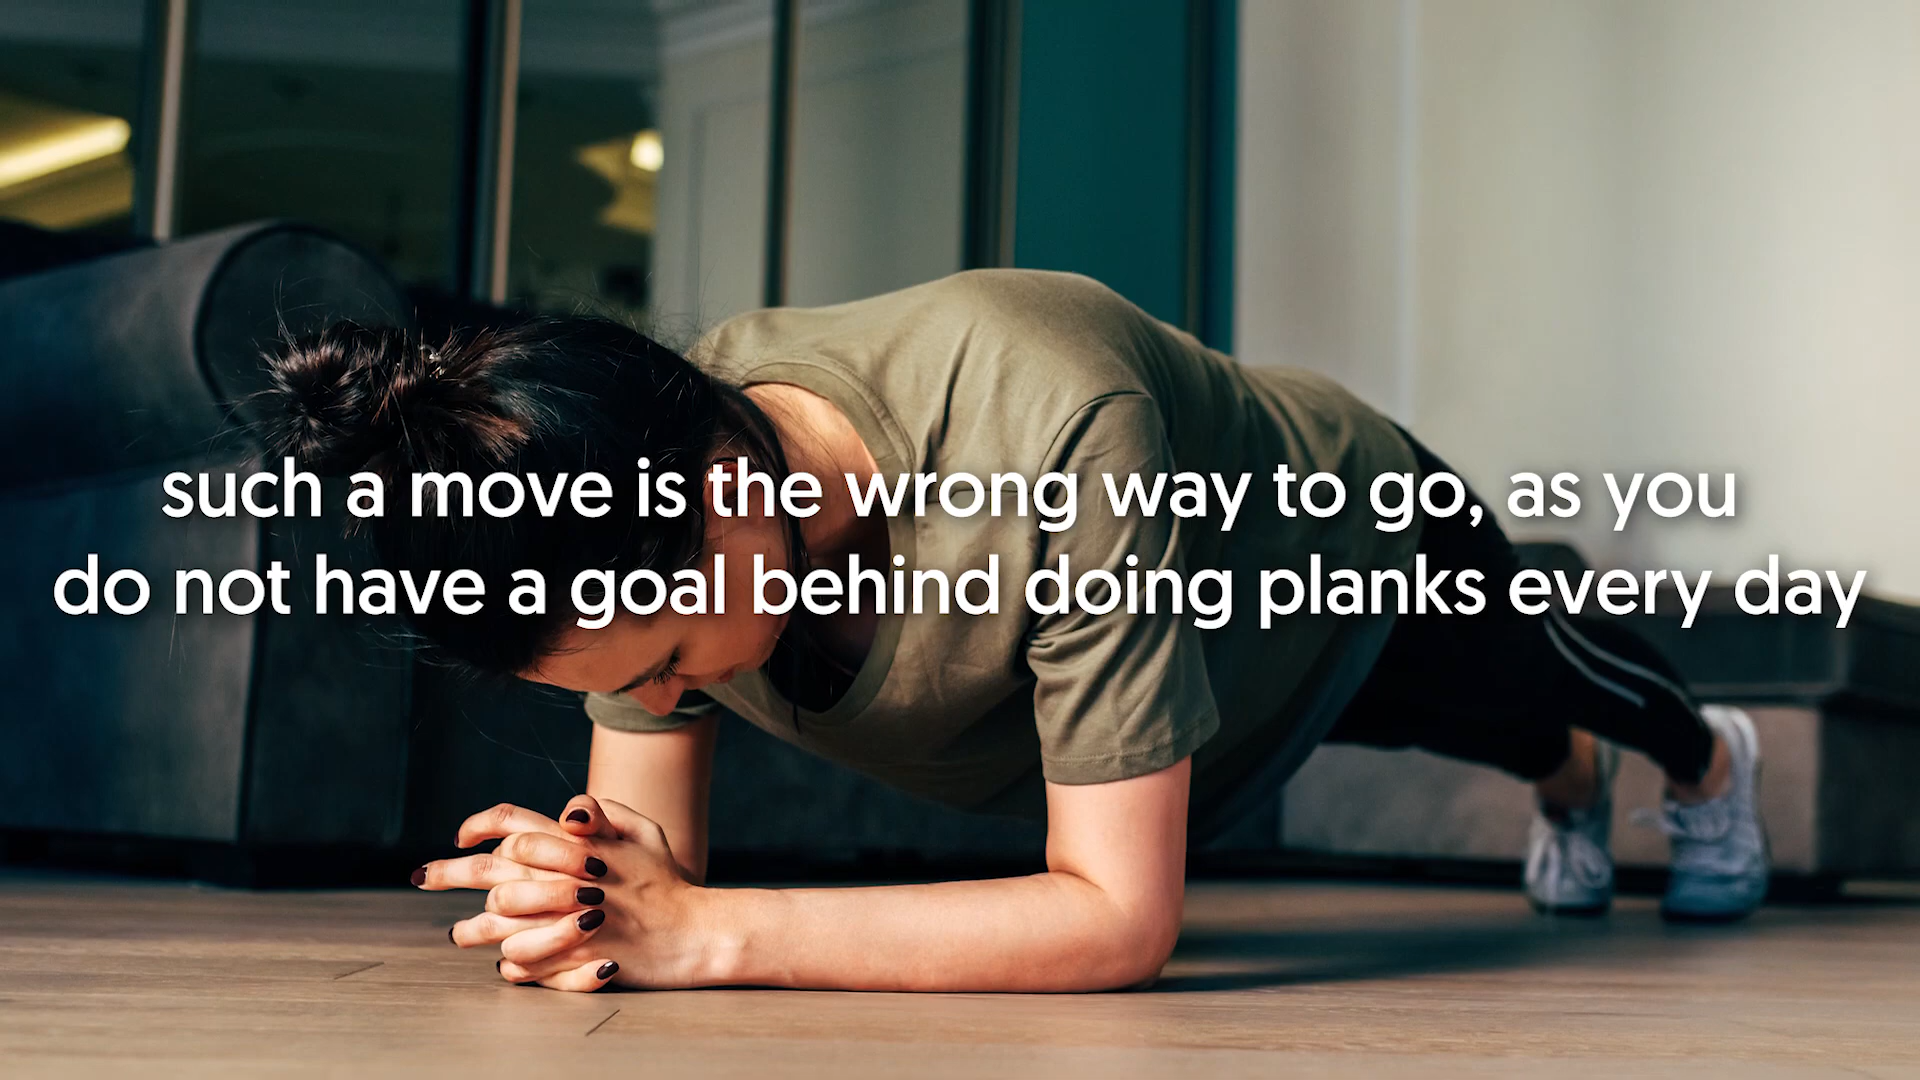 such a move is the wrong way to go, as you
do not have a goal behind doing planks every day